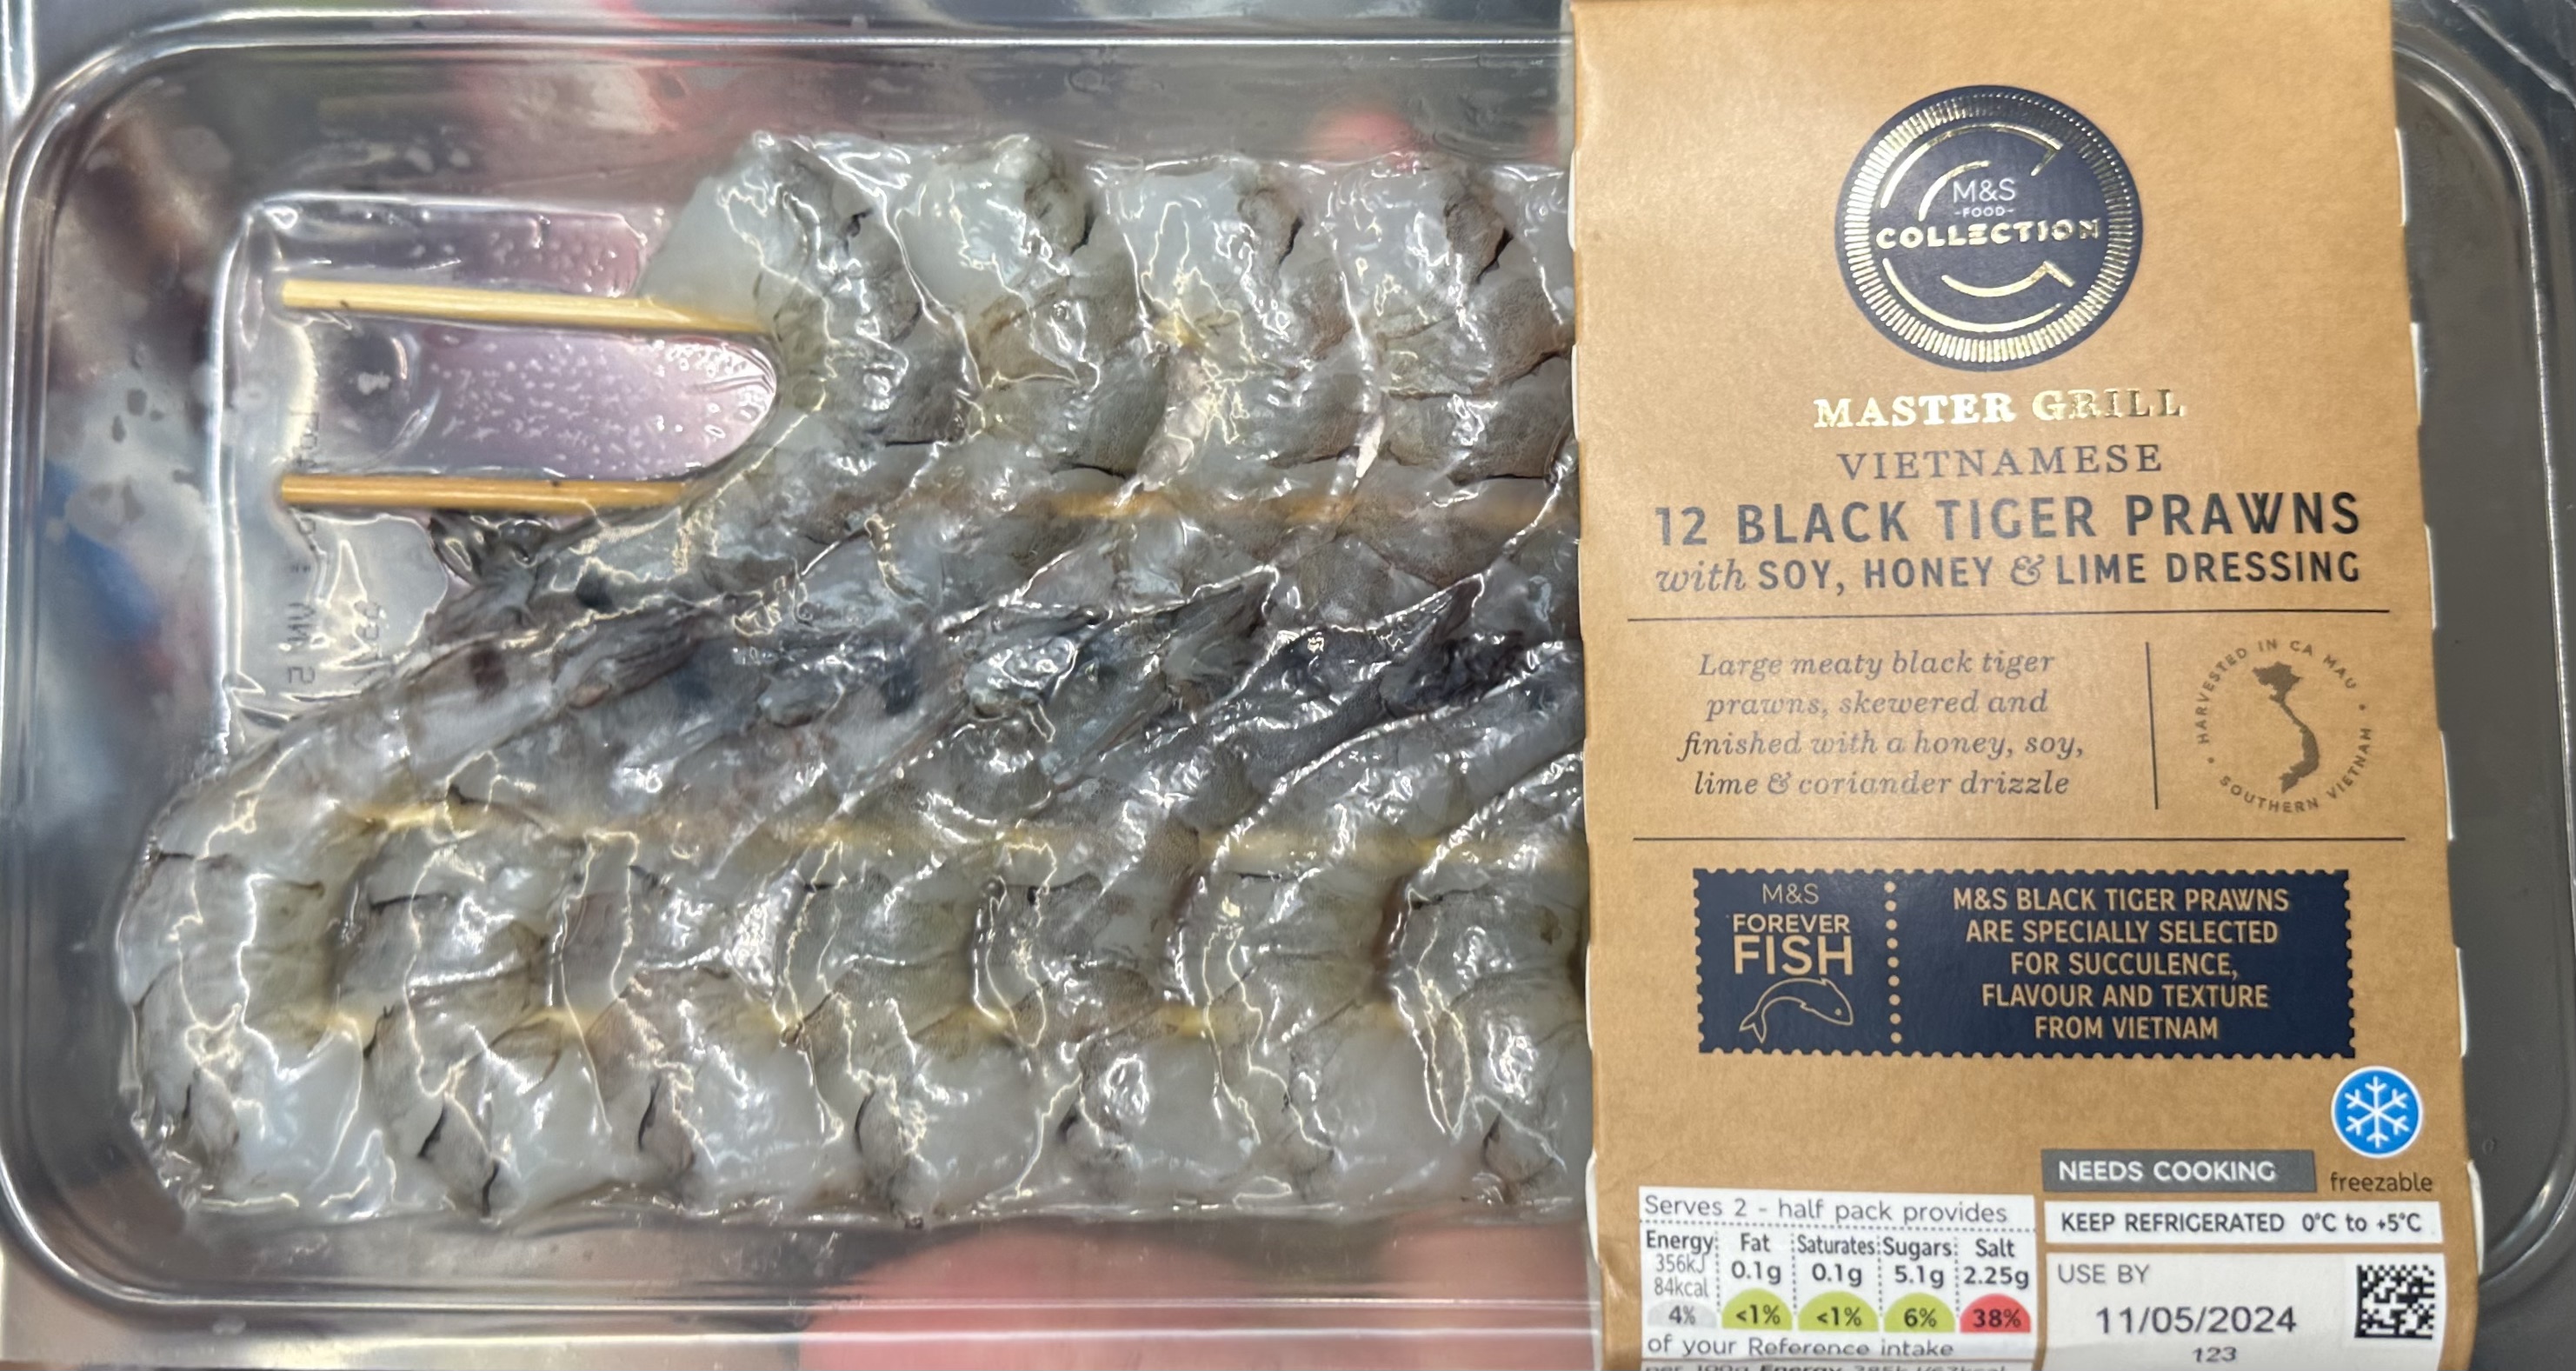 M&S
-FOOD-
COLLECTION
MASTER GRILL
VIETNAMESE
12 BLACK TIGER PRAWNS
with SOY, HONEY & LIME DRESSING
Large meaty black tiger
prawns, skewered and
finished with a honey, soy,
lime & coriander drizzle
HARVESTED IN CA MAU • SOUTHERN VIETNAM •
M&S
FOREVER
FISH
M&S BLACK TIGER PRAWNS
ARE SPECIALLY SELECTED
FOR SUCCULENCE,
FLAVOUR AND TEXTURE
FROM VIETNAM
NEEDS COOKING
freezable
KEEP REFRIGERATED 0°C to +5°C
USE BY
11/05/2024
123
Serves 2 - half pack provides
Energy Fat Saturates Sugars Salt
356kJ
84kcal 0.1g 0.1g 5.1g 2.25g
4% <1% <1% 6% 38%
of your Reference intake
per 100g Energy